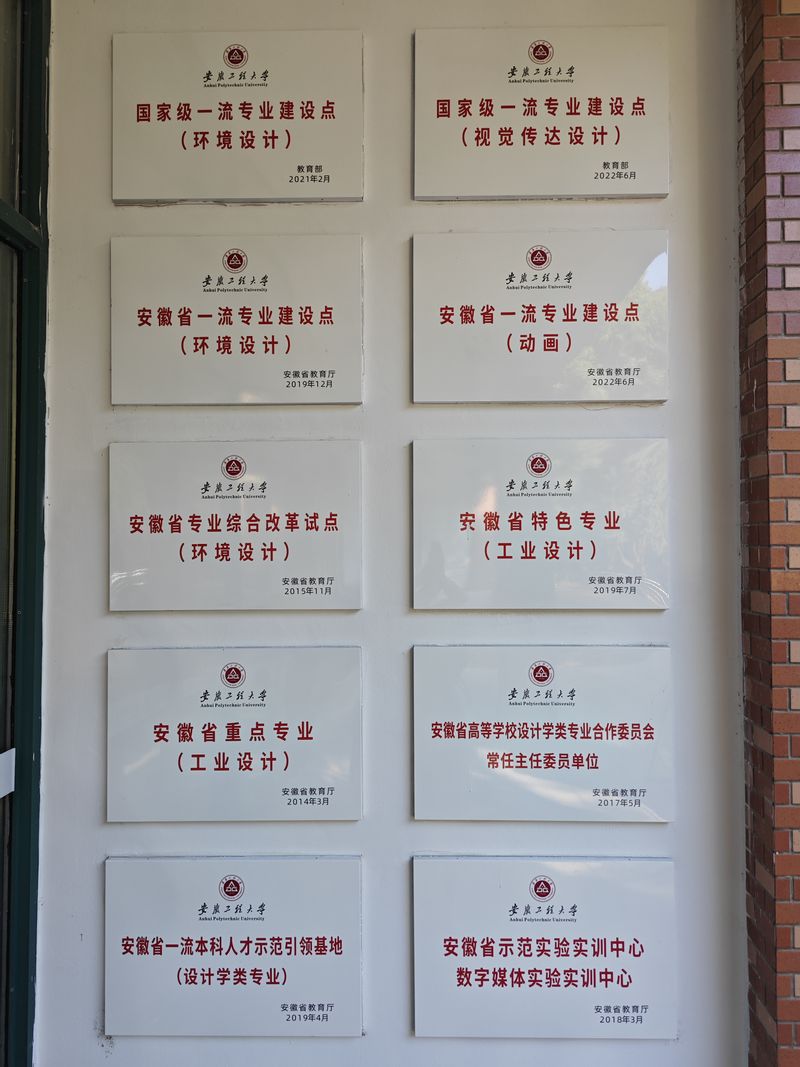 安徽工程大学
Anhui Polytechnic University
国家级一流专业建设点
（环境设计）
教育部
2021年2月
安徽工程大学
Anhui Polytechnic University
国家级一流专业建设点
（视觉传达设计）
教育部
2022年6月
安徽工程大学
Anhui Polytechnic University
安徽省一流专业建设点
（环境设计）
安徽省教育厅
2019年12月
安徽工程大学
Anhui Polytechnic University
安徽省一流专业建设点
（动画）
安徽省教育厅
2022年6月
安徽工程大学
Anhui Polytechnic University
安徽省专业综合改革试点
（环境设计）
安徽省教育厅
2015年11月
安徽工程大学
Anhui Polytechnic University
安徽省特色专业
（工业设计）
安徽省教育厅
2019年7月
安徽工程大学
Anhui Polytechnic University
安徽省重点专业
（工业设计）
安徽省教育厅
2014年3月
安徽工程大学
Anhui Polytechnic University
安徽省高等学校设计学类专业合作委员会
常任主任委员单位
安徽省教育厅
2017年5月
安徽工程大学
Anhui Polytechnic University
安徽省一流本科人才示范引领基地
（设计学类专业）
安徽省教育厅
2019年4月
安徽工程大学
Anhui Polytechnic University
安徽省示范实验实训中心
数字媒体实验实训中心
安徽省教育厅
2018年3月